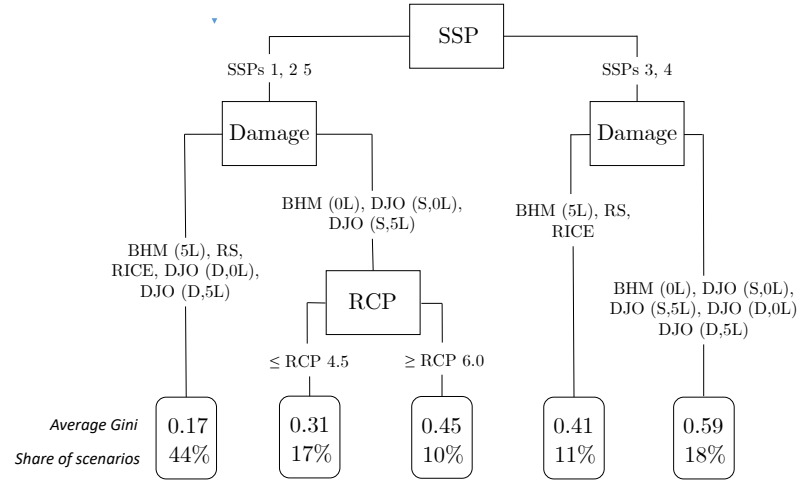 SSP
SSPs 1, 2 5
SSPs 3, 4
Damage
Damage
BHM (0L), DJO (S,0L),
DJO (S,5L)
BHM (5L), RS,
RICE
BHM (5L), RS,
RICE, DJO (D,0L),
DJO (D,5L)
BHM (0L), DJO (S,0L),
DJO (S,5L), DJO (D,0L)
DJO (D,5L)
RCP
≤ RCP 4.5
≥ RCP 6.0
Average Gini 0.17 0.31 0.45 0.41 0.59
Share of scenarios 44% 17% 10% 11% 18%